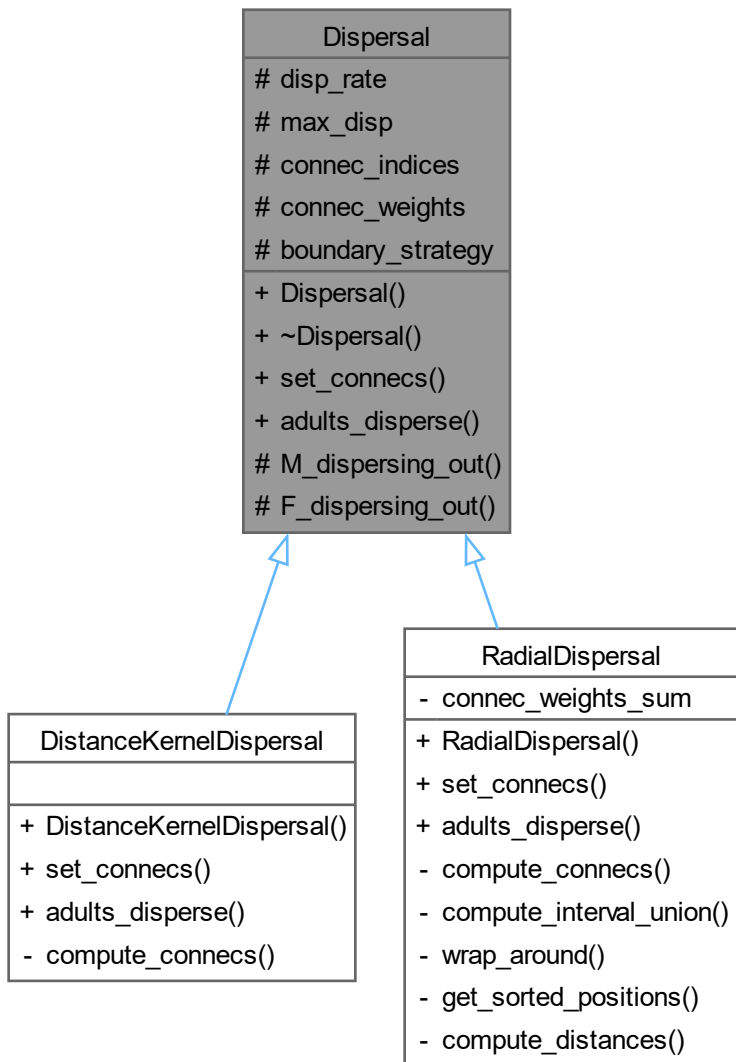 Dispersal
# disp_rate
# max_disp
# connec_indices
# connec_weights
# boundary_strategy
+ Dispersal()
+ ~Dispersal()
+ set_connecs()
+ adults_disperse()
# M_dispersing_out()
# F_dispersing_out()
DistanceKernelDispersal
+ DistanceKernelDispersal()
+ set_connecs()
+ adults_disperse()
- compute_connecs()
RadialDispersal
- connec_weights_sum
+ RadialDispersal()
+ set_connecs()
+ adults_disperse()
- compute_connecs()
- compute_interval_union()
- wrap_around()
- get_sorted_positions()
- compute_distances()